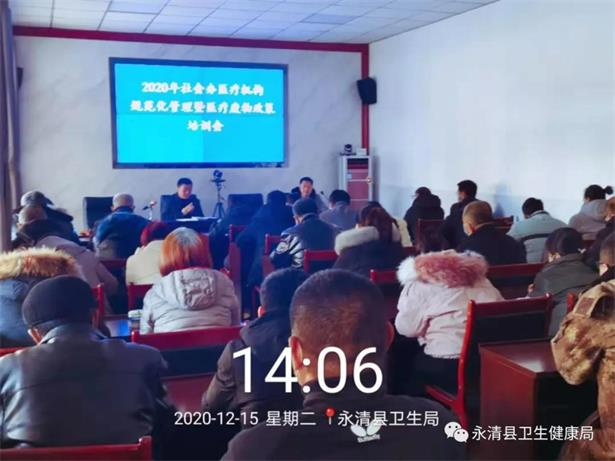 2020年社会办医疗机构
规范化管理暨医疗废物政策
培训会
14:06
2020-12-15 星期二 永清县卫生局
永清县卫生健康局